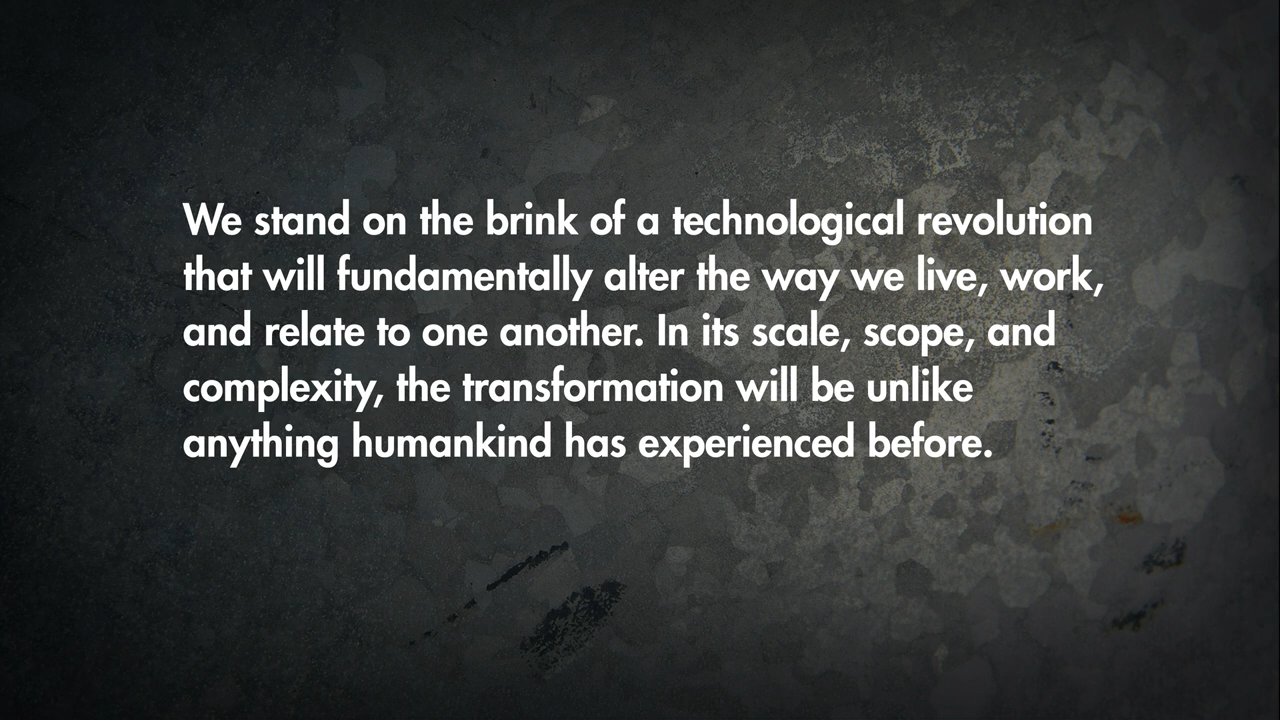 We stand on the brink of a technological revolution
that will fundamentally alter the way we live, work,
and relate to one another. In its scale, scope, and
complexity, the transformation will be unlike
anything humankind has experienced before.